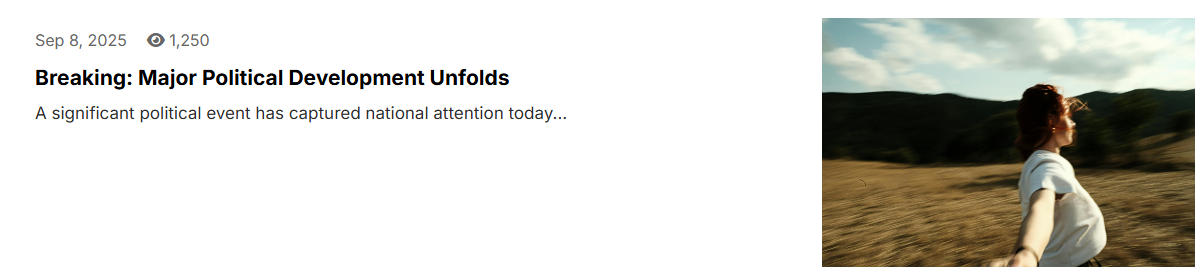 Sep 8, 2025 1,250
Breaking: Major Political Development Unfolds
A significant political event has captured national attention today...